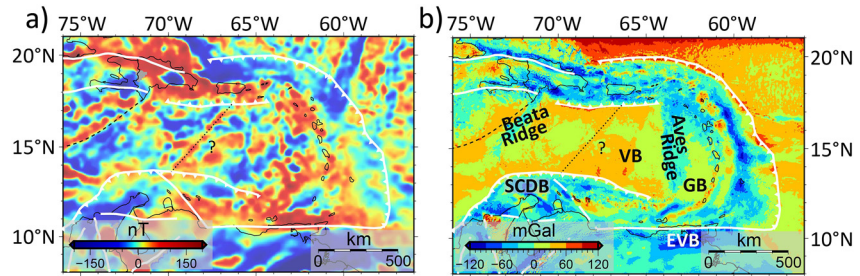 a)
75°W 70°W 65°W 60°W
20°N
15°N
10°N
?
nT
−150 0 150
km
0 500
b)
75°W 70°W 65°W 60°W
20°N
15°N
10°N
Beata
Ridge
?
VB
Aves
Ridge
GB
SCDB
EVB
mGal
−120 −60 0 60 120
km
0 500